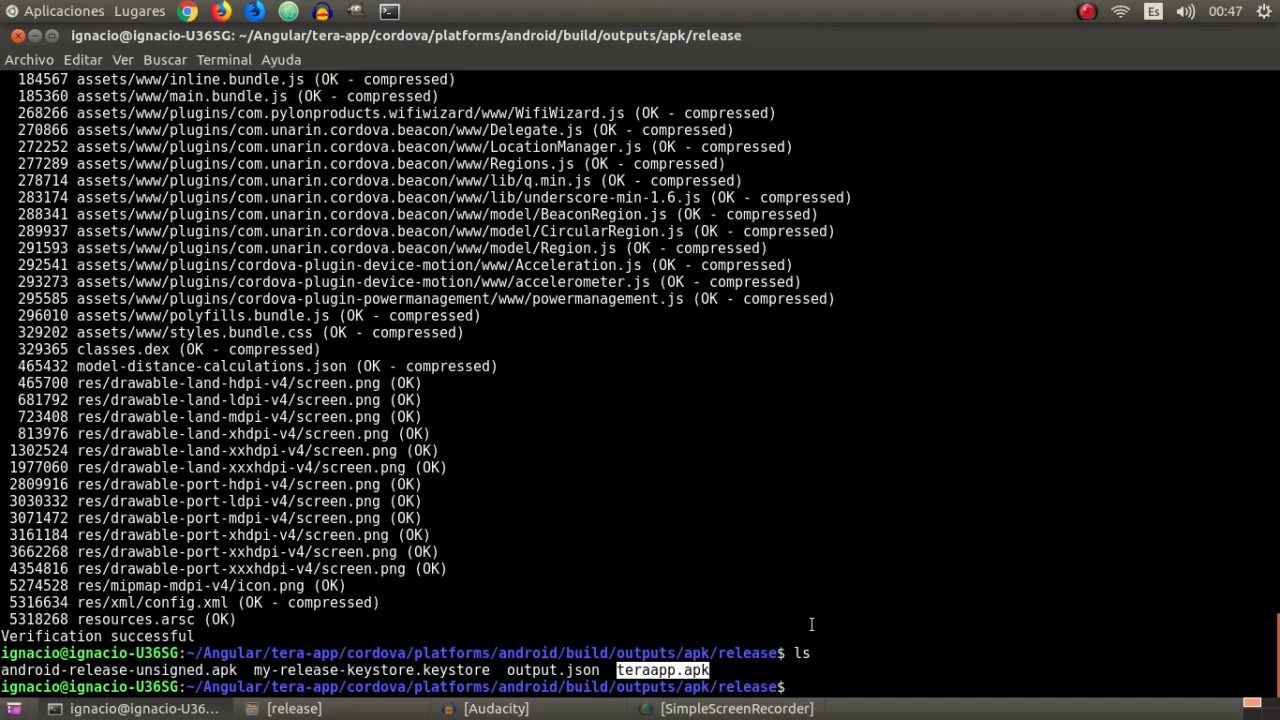 Aplicaciones Lugares Es 00:47
ignacio@ignacio-U36SG: ~/Angular/tera-app/cordova/platforms/android/build/outputs/apk/release
Archivo Editar Ver Buscar Terminal Ayuda
184567 assets/www/inline.bundle.js (OK - compressed)
185360 assets/www/main.bundle.js (OK - compressed)
268266 assets/www/plugins/com.pylonproducts.wifiwizard/www/WifiWizard.js (OK - compressed)
270866 assets/www/plugins/com.unarin.cordova.beacon/www/Delegate.js (OK - compressed)
272252 assets/www/plugins/com.unarin.cordova.beacon/www/LocationManager.js (OK - compressed)
277289 assets/www/plugins/com.unarin.cordova.beacon/www/Regions.js (OK - compressed)
278714 assets/www/plugins/com.unarin.cordova.beacon/www/lib/q.min.js (OK - compressed)
283174 assets/www/plugins/com.unarin.cordova.beacon/www/lib/underscore-min-1.6.js (OK - compressed)
288341 assets/www/plugins/com.unarin.cordova.beacon/www/model/BeaconRegion.js (OK - compressed)
289937 assets/www/plugins/com.unarin.cordova.beacon/www/model/CircularRegion.js (OK - compressed)
291593 assets/www/plugins/com.unarin.cordova.beacon/www/model/Region.js (OK - compressed)
292541 assets/www/plugins/cordova-plugin-device-motion/www/Acceleration.js (OK - compressed)
293273 assets/www/plugins/cordova-plugin-device-motion/www/accelerometer.js (OK - compressed)
295585 assets/www/plugins/cordova-plugin-powermanagement/www/powermanagement.js (OK - compressed)
296010 assets/www/polyfills.bundle.js (OK - compressed)
329202 assets/www/styles.bundle.css (OK - compressed)
329365 classes.dex (OK - compressed)
465432 model-distance-calculations.json (OK - compressed)
465700 res/drawable-land-hdpi-v4/screen.png (OK)
681792 res/drawable-land-ldpi-v4/screen.png (OK)
723408 res/drawable-land-mdpi-v4/screen.png (OK)
813976 res/drawable-land-xhdpi-v4/screen.png (OK)
1302524 res/drawable-land-xxhdpi-v4/screen.png (OK)
1977060 res/drawable-land-xxxhdpi-v4/screen.png (OK)
2809916 res/drawable-port-hdpi-v4/screen.png (OK)
3030332 res/drawable-port-ldpi-v4/screen.png (OK)
3071472 res/drawable-port-mdpi-v4/screen.png (OK)
3161184 res/drawable-port-xhdpi-v4/screen.png (OK)
3662268 res/drawable-port-xxhdpi-v4/screen.png (OK)
4354816 res/drawable-port-xxxhdpi-v4/screen.png (OK)
5274528 res/mipmap-mdpi-v4/icon.png (OK)
5316634 res/xml/config.xml (OK - compressed)
5318268 resources.arsc (OK)
Verification successful
ignacio@ignacio-U36SG:~/Angular/tera-app/cordova/platforms/android/build/outputs/apk/release$ ls
android-release-unsigned.apk my-release-keystore.keystore output.json teraapp.apk
ignacio@ignacio-U36SG:~/Angular/tera-app/cordova/platforms/android/build/outputs/apk/release$
ignacio@ignacio-U36... [release] [Audacity] [SimpleScreenRecorder]